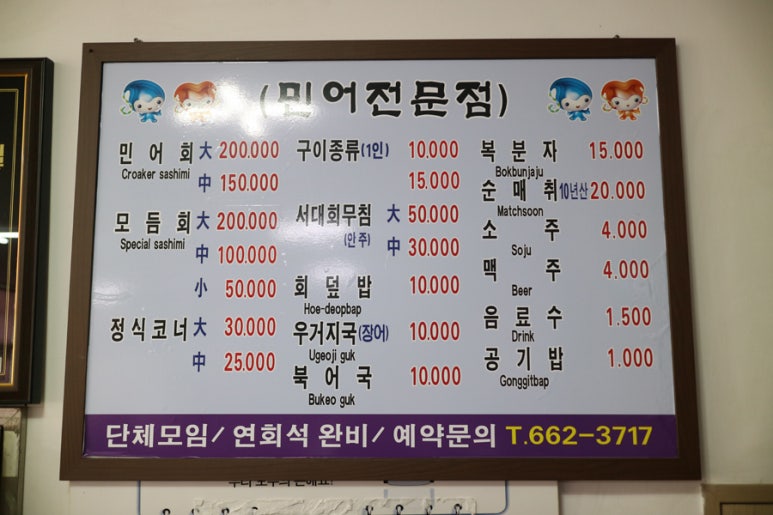 (민어전문점)
민어회 大 200.000
Croaker sashimi
中 150.000
모듬회 大 200.000
Special sashimi
中 100.000
小 50.000
정식코너 大 30.000
中 25.000
구이종류(1인) 10.000
15.000
서대회무침 大 50.000
(안주) 中 30.000
회덮밥 10.000
Hoe-deopbap
우거지국(장어) 10.000
Ugeoji guk
북어국 10.000
Bukeo guk
복분자 15.000
Bokbunjaju
순매취 10년산 20.000
Matchsoon
소주 4.000
Soju
맥주 4.000
Beer
음료수 1.500
Drink
공기밥 1.000
Gonggitbap
단체모임/ 연회석 완비/ 예약문의 T.662-3717